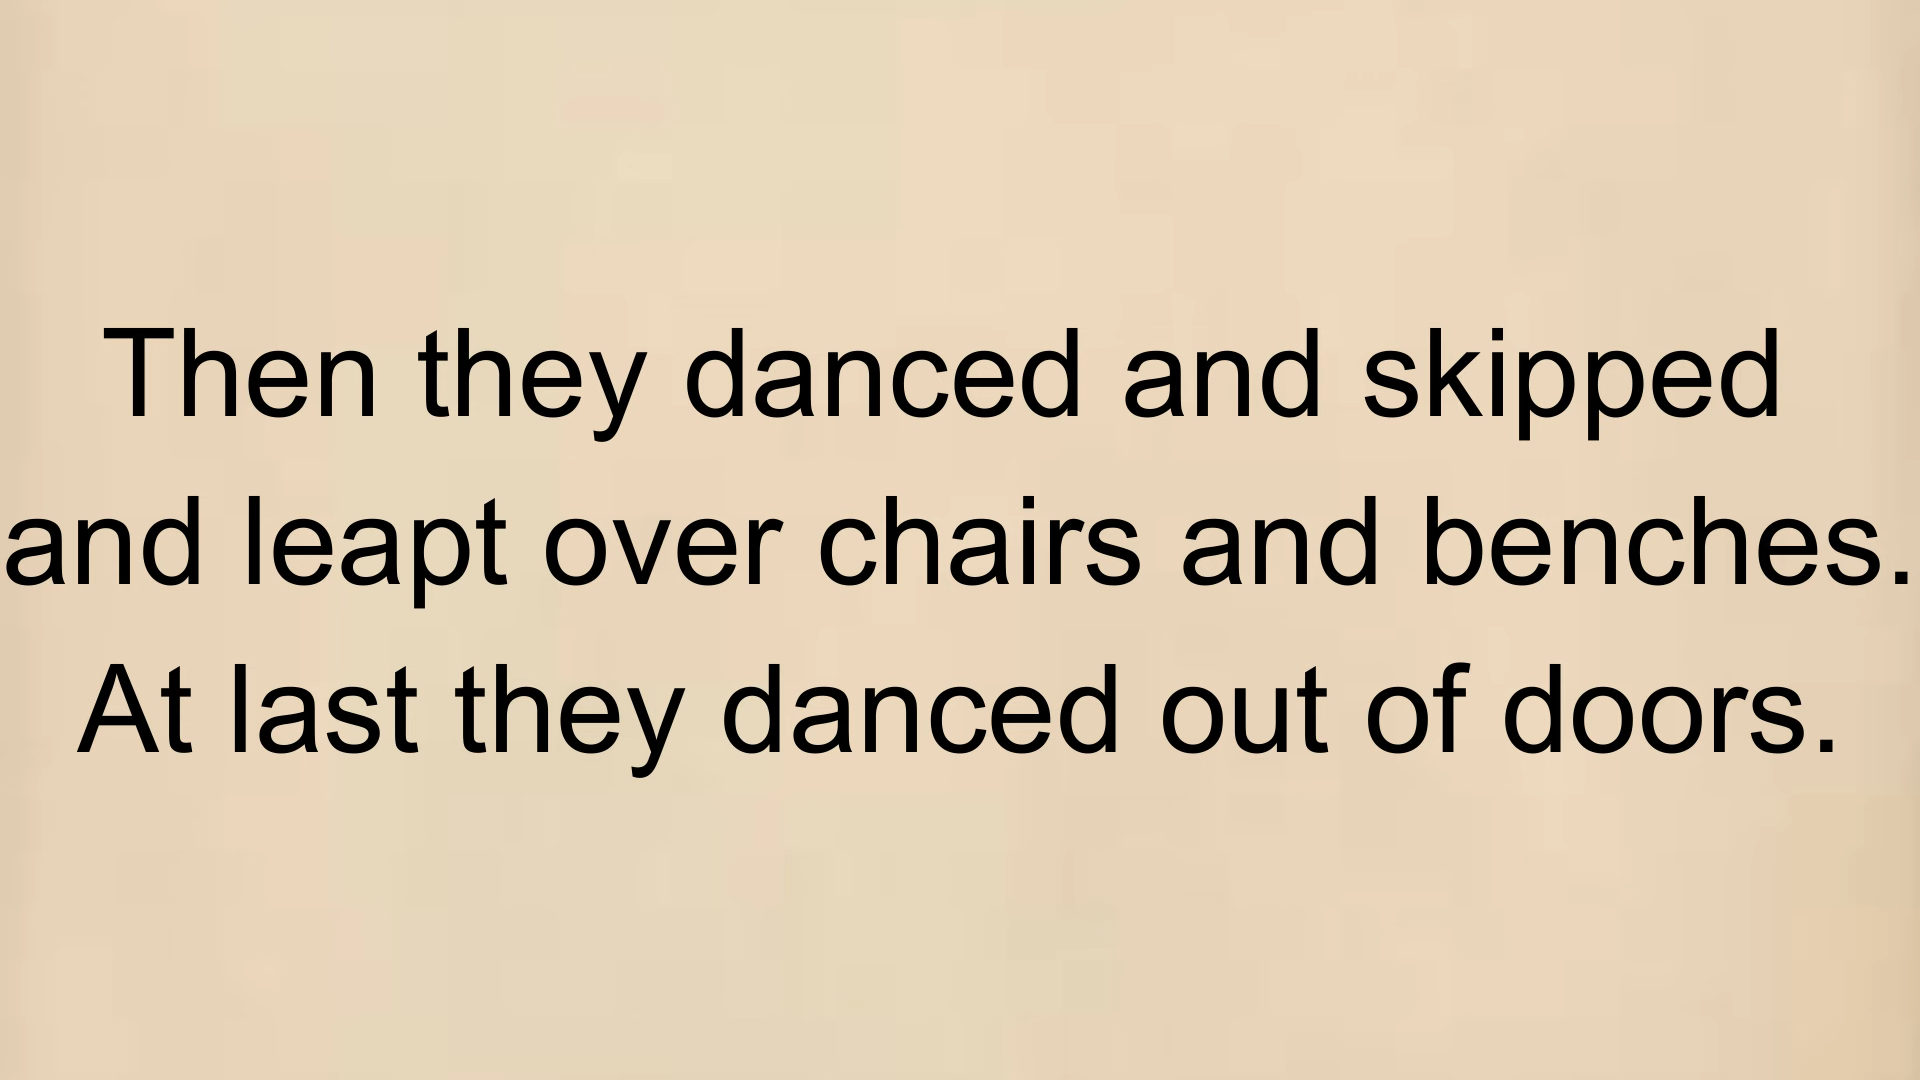 Then they danced and skipped
and leapt over chairs and benches.
At last they danced out of doors.